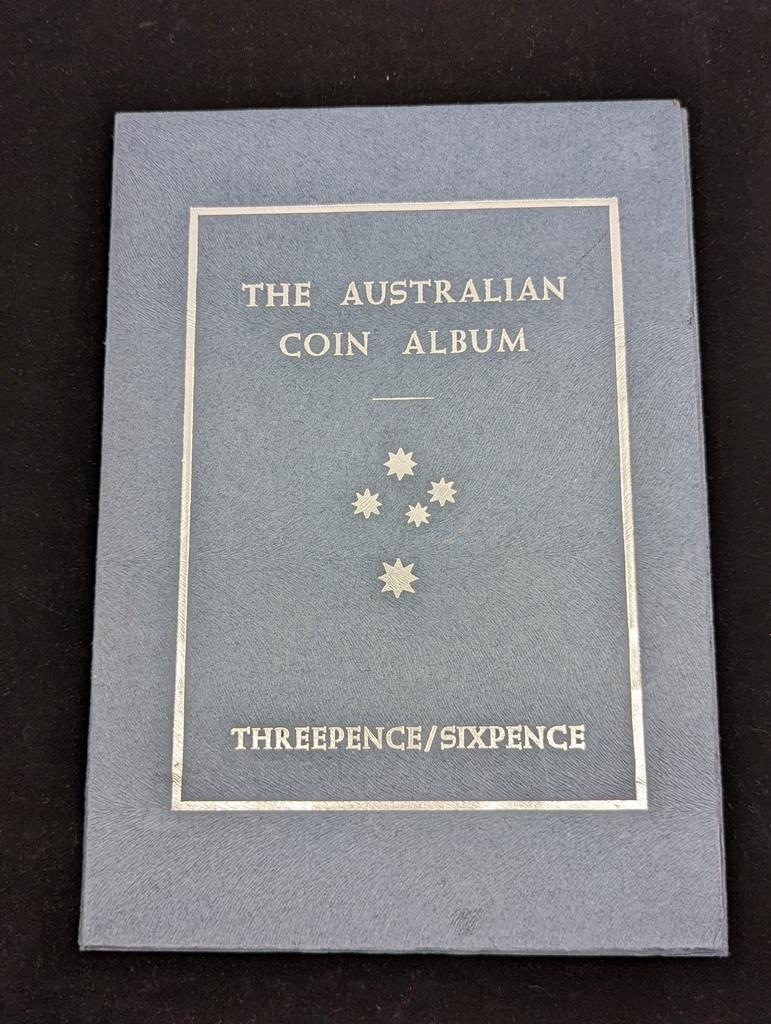 THE AUSTRALIAN
COIN ALBUM
THREEPENCE/SIXPENCE